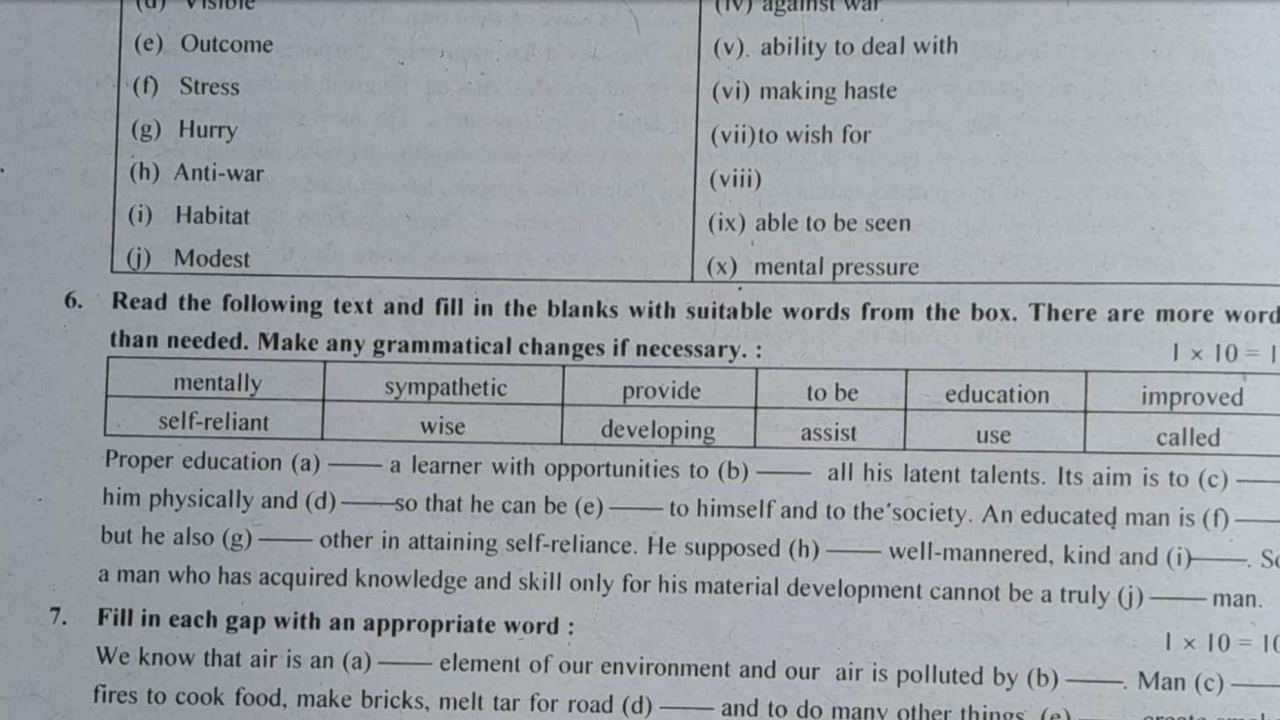 (d) Visible
(iv) against war
(e) Outcome
(v). ability to deal with
(f) Stress
(vi) making haste
(g) Hurry
(vii)to wish for
(h) Anti-war
(viii)
(i) Habitat
(ix) able to be seen
(j) Modest
(x) mental pressure
6. Read the following text and fill in the blanks with suitable words from the box. There are more word
than needed. Make any grammatical changes if necessary. :
1 × 10 = 1
mentally sympathetic provide to be education improved
self-reliant wise developing assist use called
Proper education (a) —— a learner with opportunities to (b) —— all his latent talents. Its aim is to (c) ——
him physically and (d) —— so that he can be (e) —— to himself and to the society. An educated man is (f) ——
but he also (g) —— other in attaining self-reliance. He supposed (h) —— well-mannered, kind and (i)——. So
a man who has acquired knowledge and skill only for his material development cannot be a truly (j) —— man.
7. Fill in each gap with an appropriate word :
1 × 10 = 10
We know that air is an (a) —— element of our environment and our air is polluted by (b) ——. Man (c) ——
fires to cook food, make bricks, melt tar for road (d) —— and to do many other things. (e) —— create